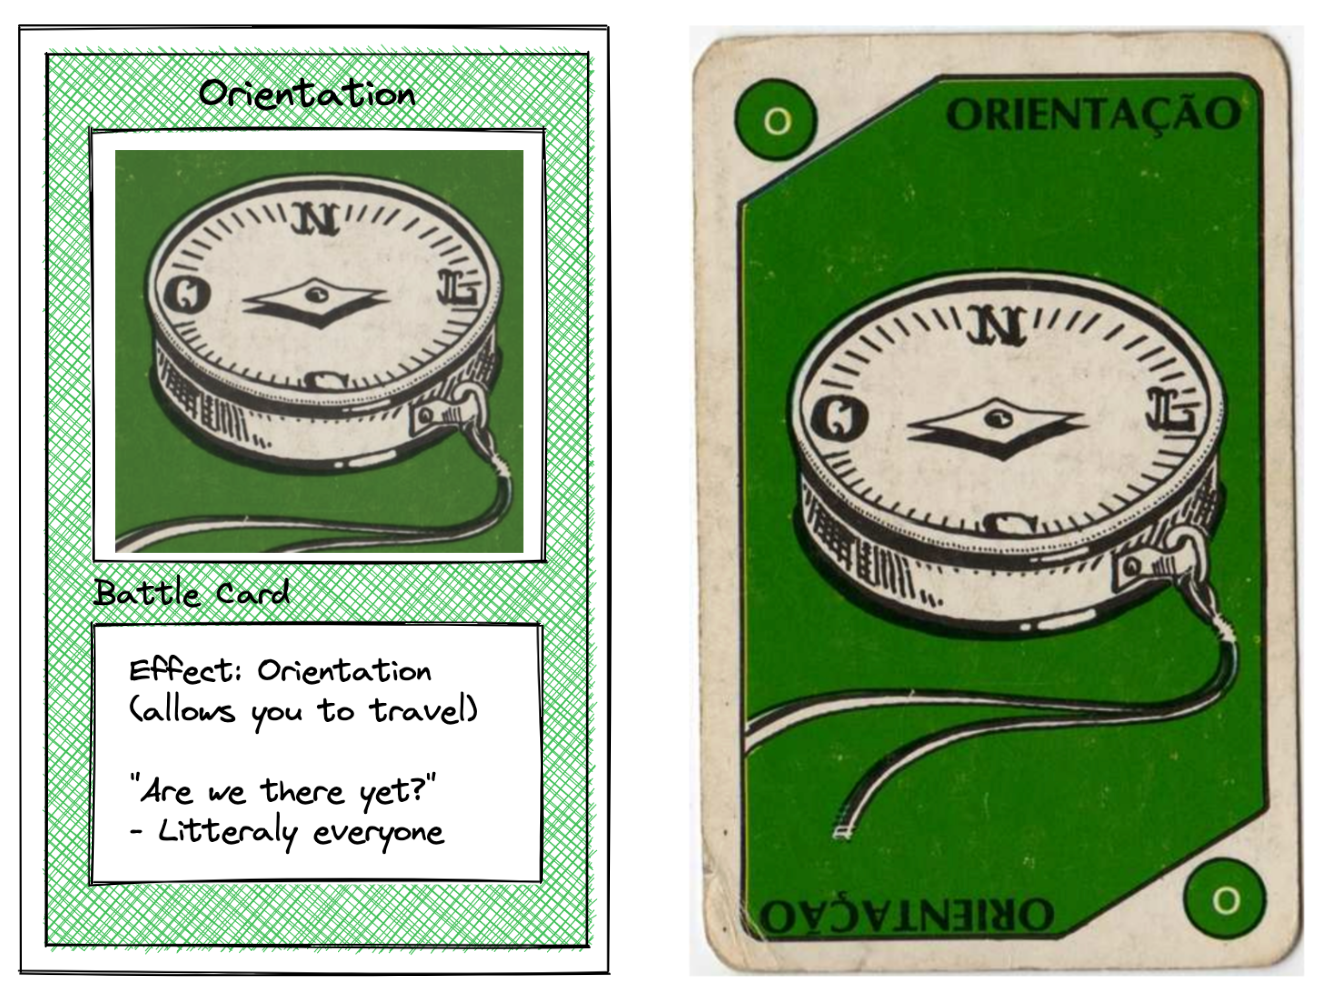 Orientation
N
O
L
S
Battle Card
Effect: Orientation
(allows you to travel)
"Are we there yet?"
- Litteraly everyone
O
ORIENTAÇÃO
N
O
L
S
ORIENTAÇÃO
O